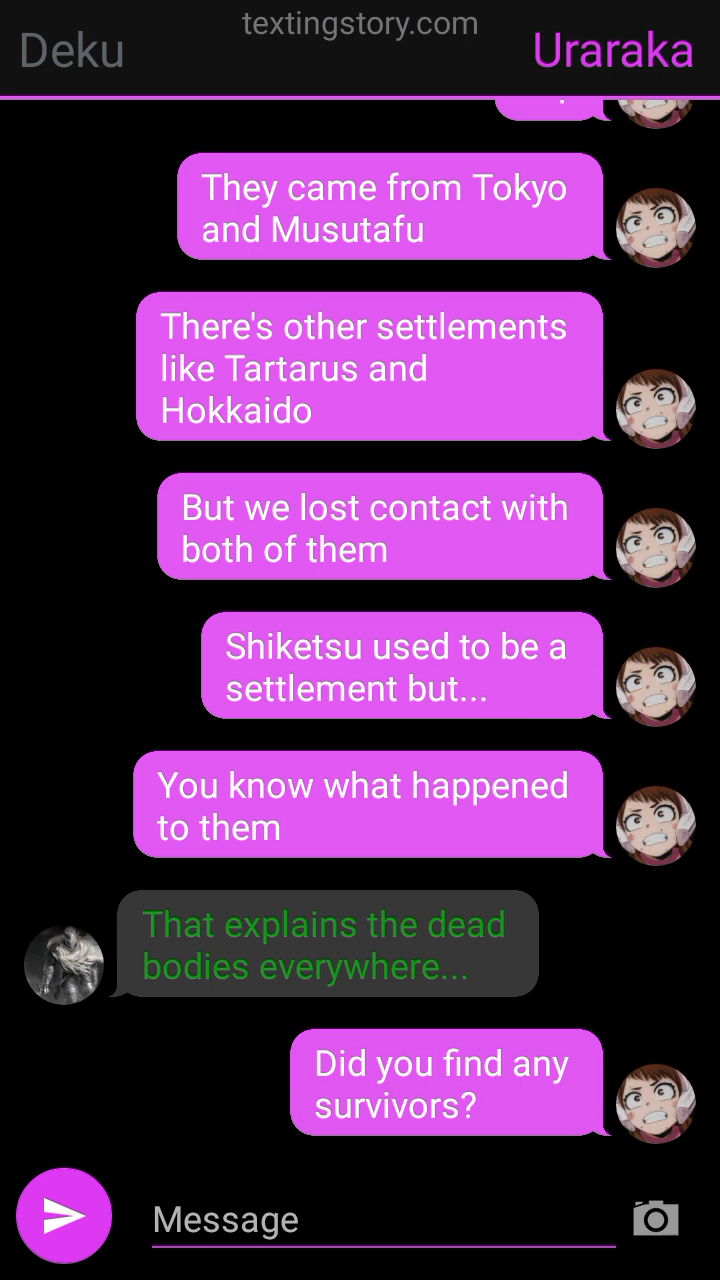 textingstory.com
Deku
Uraraka
They came from Tokyo
and Musutafu
There's other settlements
like Tartarus and
Hokkaido
But we lost contact with
both of them
Shiketsu used to be a
settlement but...
You know what happened
to them
That explains the dead
bodies everywhere...
Did you find any
survivors?
Message